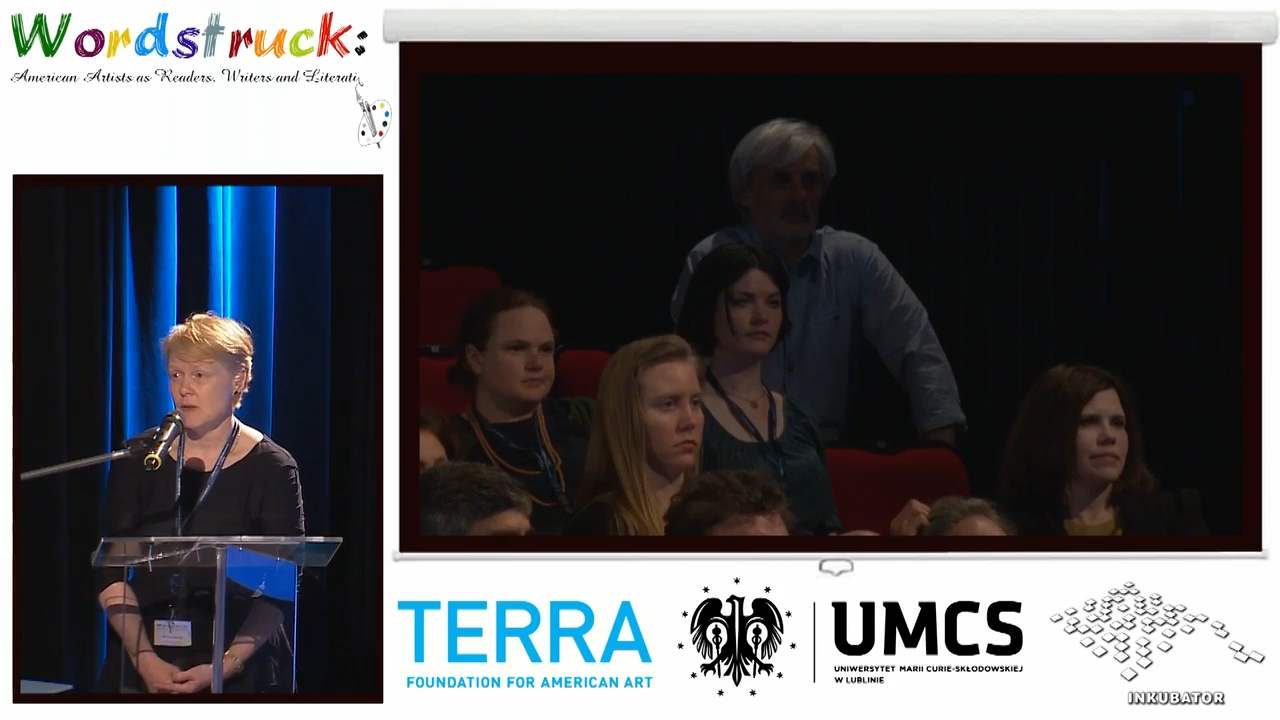 Wordstruck:
American Artists as Readers, Writers and Literati
TERRA
FOUNDATION FOR AMERICAN ART
UMCS
UNIWERSYTET MARII CURIE-SKŁODOWSKIEJ
W LUBLINIE
INKUBATOR